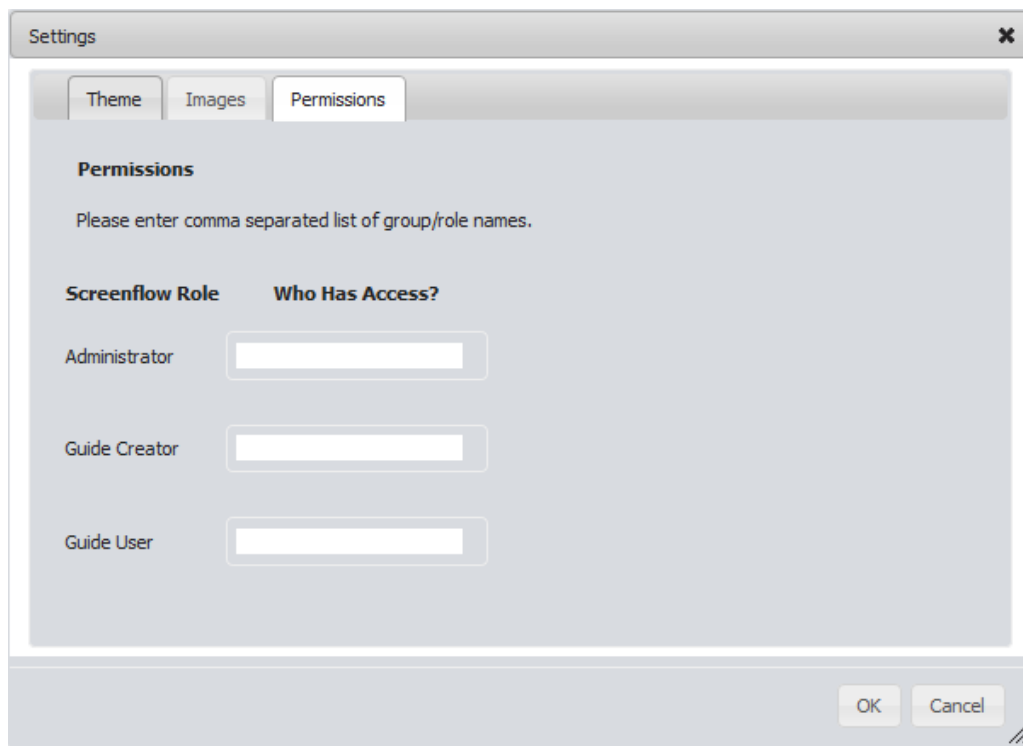 Settings
Theme Images Permissions
Permissions
Please enter comma separated list of group/role names.
Screenflow Role Who Has Access?
Administrator
Guide Creator
Guide User
OK Cancel